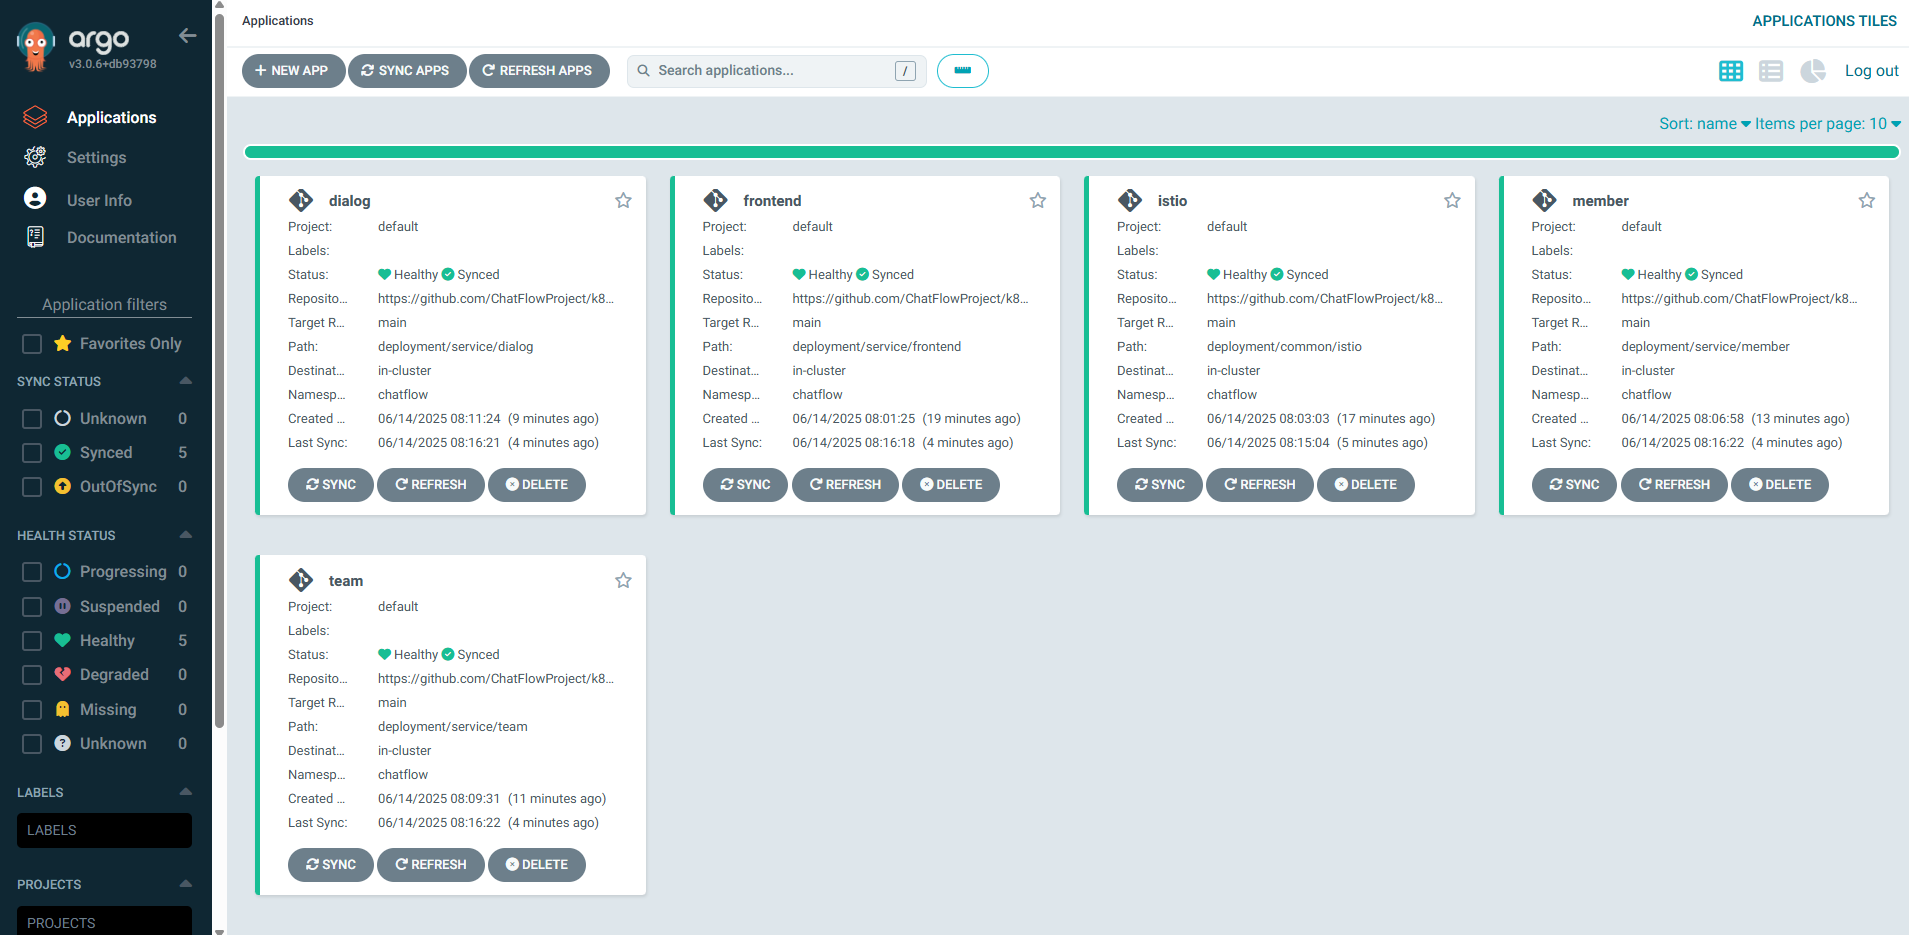 argo
v3.0.6+db93798
Applications
Settings
User Info
Documentation
Application filters
Favorites Only
SYNC STATUS
Unknown 0
Synced 5
OutOfSync 0
HEALTH STATUS
Progressing 0
Suspended 0
Healthy 5
Degraded 0
Missing 0
Unknown 0
LABELS
LABELS
PROJECTS
PROJECTS
Applications
APPLICATIONS TILES
NEW APP SYNC APPS REFRESH APPS Search applications... / Log out
Sort: name Items per page: 10
dialog
Project: default
Labels:
Status: Healthy Synced
Reposito... https://github.com/ChatFlowProject/k8...
Target R... main
Path: deployment/service/dialog
Destinat... in-cluster
Namesp... chatflow
Created ... 06/14/2025 08:11:24 (9 minutes ago)
Last Sync: 06/14/2025 08:16:21 (4 minutes ago)
SYNC REFRESH DELETE
frontend
Project: default
Labels:
Status: Healthy Synced
Reposito... https://github.com/ChatFlowProject/k8...
Target R... main
Path: deployment/service/frontend
Destinat... in-cluster
Namesp... chatflow
Created ... 06/14/2025 08:01:25 (19 minutes ago)
Last Sync: 06/14/2025 08:16:18 (4 minutes ago)
SYNC REFRESH DELETE
istio
Project: default
Labels:
Status: Healthy Synced
Reposito... https://github.com/ChatFlowProject/k8...
Target R... main
Path: deployment/common/istio
Destinat... in-cluster
Namesp... chatflow
Created ... 06/14/2025 08:03:03 (17 minutes ago)
Last Sync: 06/14/2025 08:15:04 (5 minutes ago)
SYNC REFRESH DELETE
member
Project: default
Labels:
Status: Healthy Synced
Reposito... https://github.com/ChatFlowProject/k8...
Target R... main
Path: deployment/service/member
Destinat... in-cluster
Namesp... chatflow
Created ... 06/14/2025 08:06:58 (13 minutes ago)
Last Sync: 06/14/2025 08:16:22 (4 minutes ago)
SYNC REFRESH DELETE
team
Project: default
Labels:
Status: Healthy Synced
Reposito... https://github.com/ChatFlowProject/k8...
Target R... main
Path: deployment/service/team
Destinat... in-cluster
Namesp... chatflow
Created ... 06/14/2025 08:09:31 (11 minutes ago)
Last Sync: 06/14/2025 08:16:22 (4 minutes ago)
SYNC REFRESH DELETE